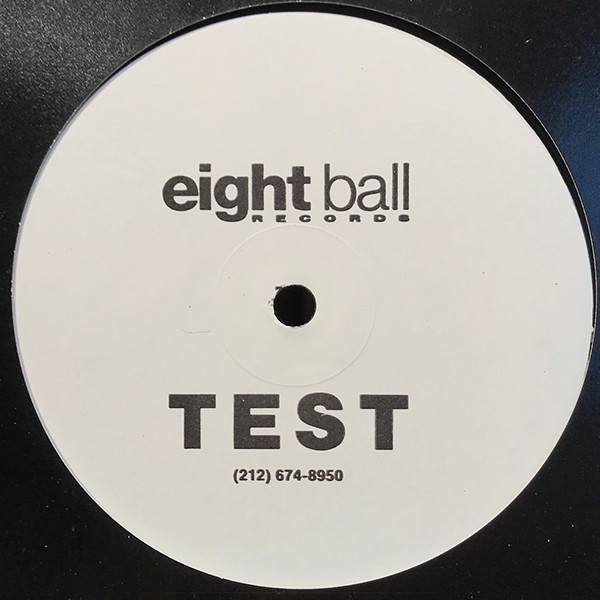 eight ball
RECORDS
TEST
(212) 674-8950